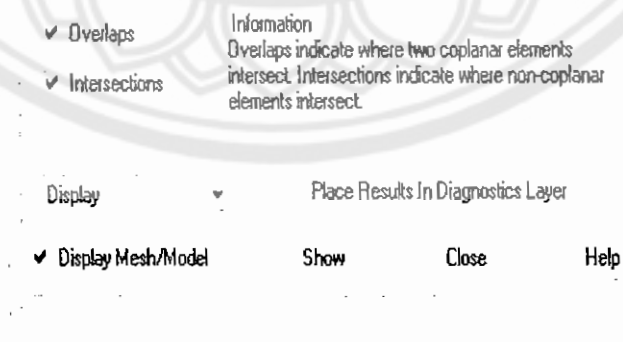 ✔ Overlaps
Information
Overlaps indicate where two coplanar elements
intersect. Intersections indicate where non-coplanar
elements intersect.
✔ Intersections
Display
Place Results In Diagnostics Layer
✔ Display Mesh/Model
Show
Close
Help